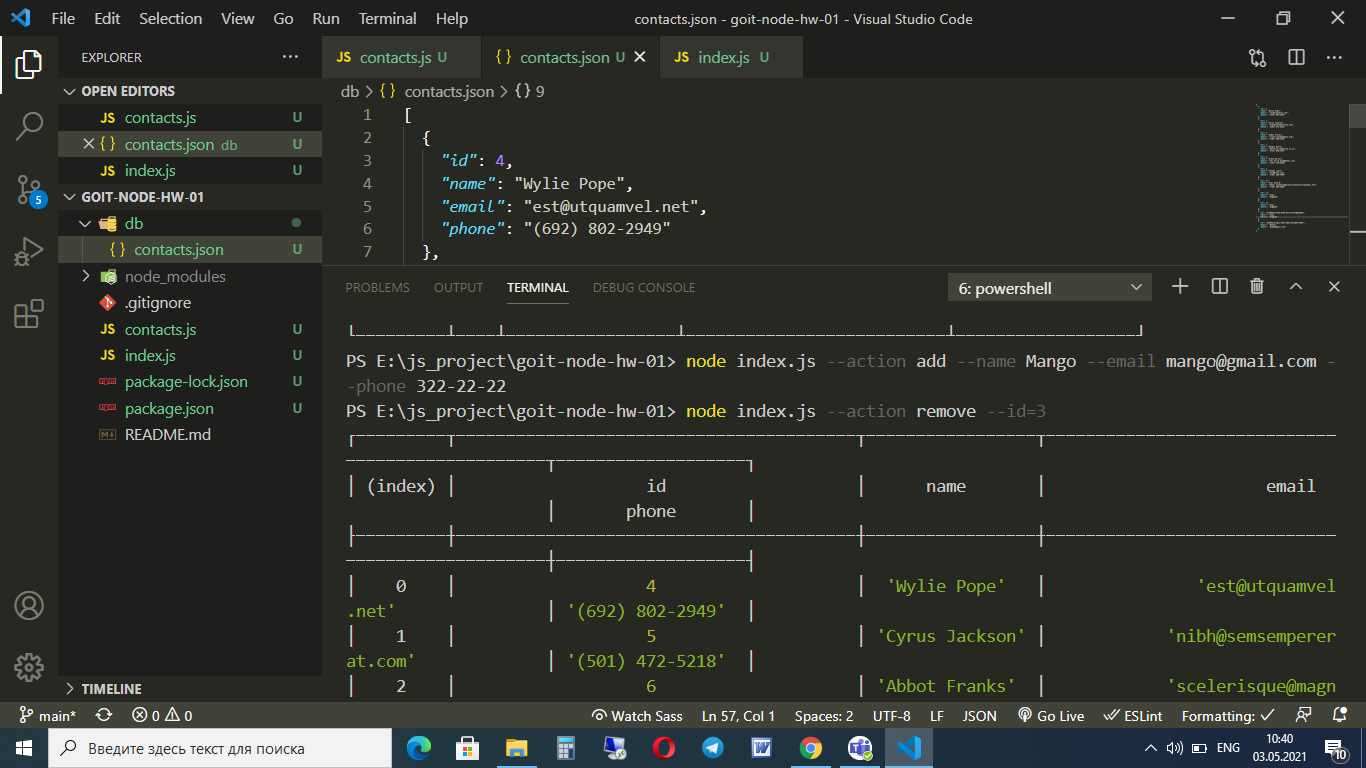 File Edit Selection View Go Run Terminal Help
contacts.json - goit-node-hw-01 - Visual Studio Code
EXPLORER
OPEN EDITORS
JS contacts.js U
{ } contacts.json db U
JS index.js U
GOIT-NODE-HW-01
db
{ } contacts.json U
node_modules
.gitignore
JS contacts.js U
JS index.js U
package-lock.json U
package.json U
README.md
TIMELINE
5
JS contacts.js U { } contacts.json U JS index.js U
db > { } contacts.json > { } 9
1 [
2 {
3 "id": 4,
4 "name": "Wylie Pope",
5 "email": "est@utquamvel.net",
6 "phone": "(692) 802-2949"
7 },
PROBLEMS OUTPUT TERMINAL DEBUG CONSOLE 6: powershell
PS E:\js_project\goit-node-hw-01> node index.js --action add --name Mango --email mango@gmail.com -
-phone 322-22-22
PS E:\js_project\goit-node-hw-01> node index.js --action remove --id=3
│ (index) │ id │ name │ email
│ phone │
│ 0 │ 4 │ 'Wylie Pope' │ 'est@utquamvel
.net' │ '(692) 802-2949' │
│ 1 │ 5 │ 'Cyrus Jackson' │ 'nibh@semsemperer
at.com' │ '(501) 472-5218' │
│ 2 │ 6 │ 'Abbot Franks' │ 'scelerisque@magn
main* 0 0 Watch Sass Ln 57, Col 1 Spaces: 2 UTF-8 LF JSON Go Live ESLint Formatting:
Введите здесь текст для поиска
ENG
10:40
03.05.2021
10